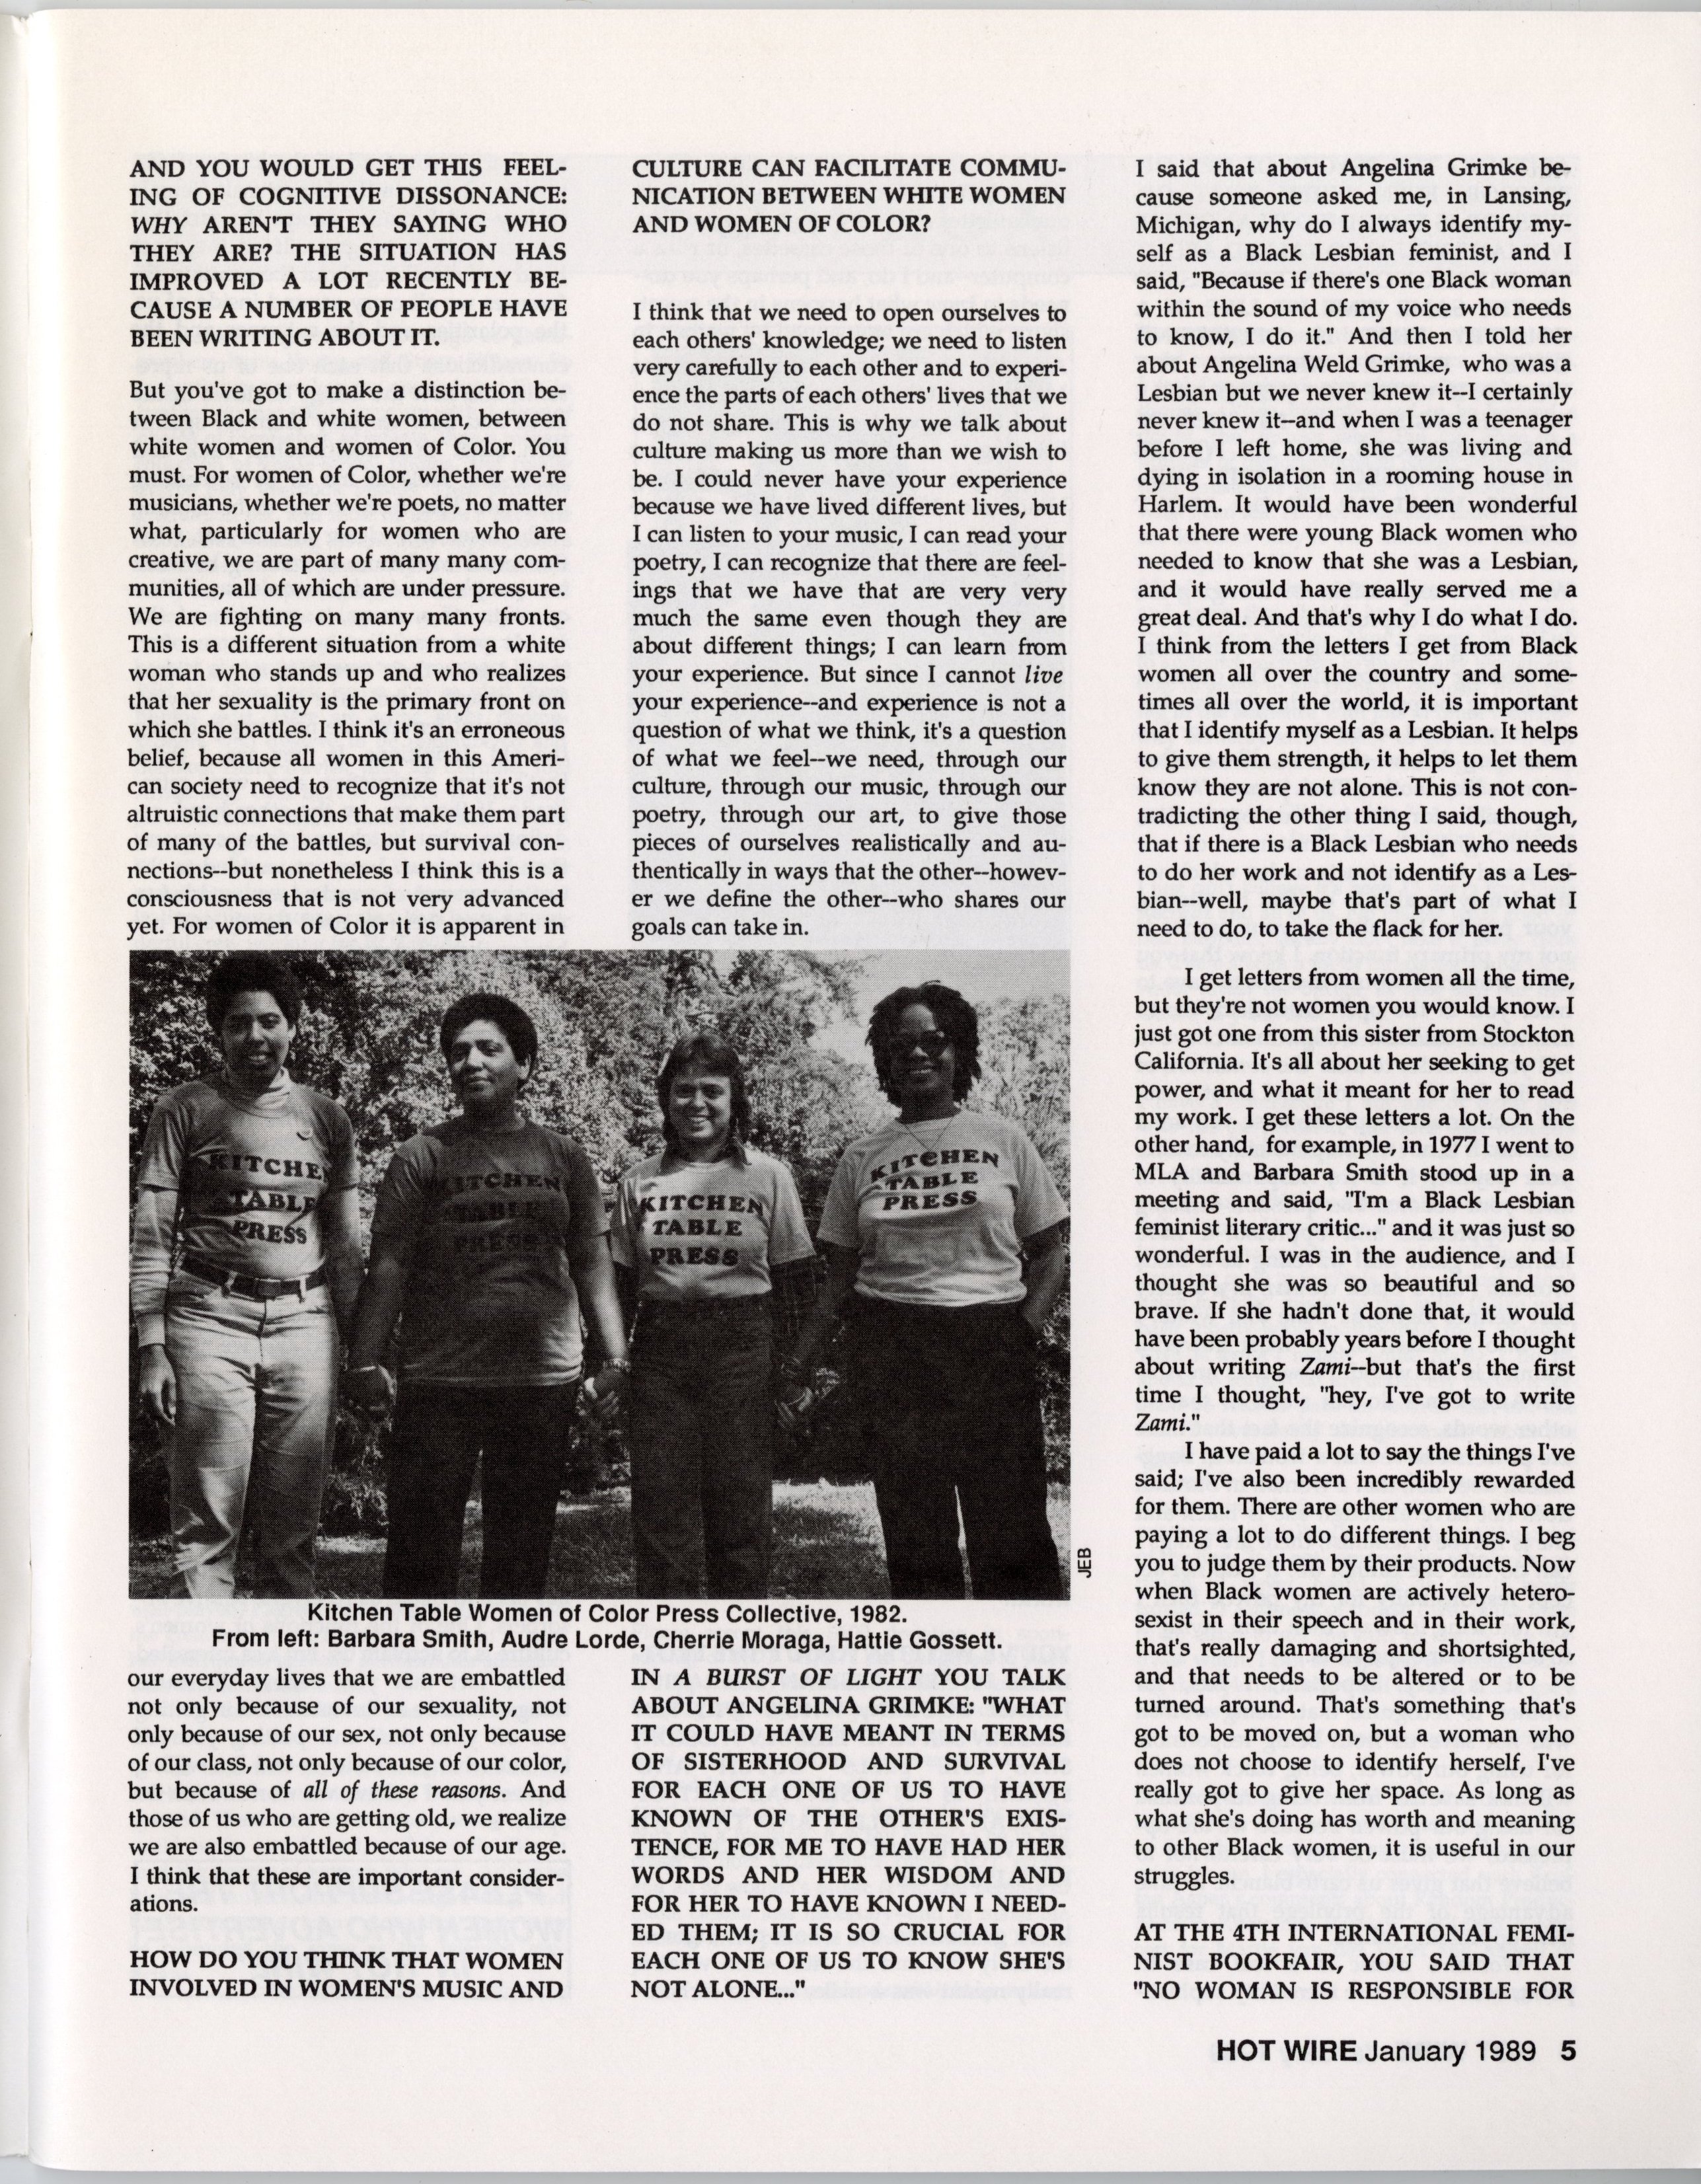 AND YOU WOULD GET THIS FEEL-
ING OF COGNITIVE DISSONANCE:
WHY AREN'T THEY SAYING WHO
THEY ARE? THE SITUATION HAS
IMPROVED A LOT RECENTLY BE-
CAUSE A NUMBER OF PEOPLE HAVE
BEEN WRITING ABOUT IT.
But you've got to make a distinction be-
tween Black and white women, between
white women and women of Color. You
must. For women of Color, whether we're
musicians, whether we're poets, no matter
what, particularly for women who are
creative, we are part of many many com-
munities, all of which are under pressure.
We are fighting on many many fronts.
This is a different situation from a white
woman who stands up and who realizes
that her sexuality is the primary front on
which she battles. I think it's an erroneous
belief, because all women in this Ameri-
can society need to recognize that it's not
altruistic connections that make them part
of many of the battles, but survival con-
nections--but nonetheless I think this is a
consciousness that is not very advanced
yet. For women of Color it is apparent in
our everyday lives that we are embattled
not only because of our sexuality, not
only because of our sex, not only because
of our class, not only because of our color,
but because of all of these reasons. And
those of us who are getting old, we realize
we are also embattled because of our age.
I think that these are important consider-
ations.
HOW DO YOU THINK THAT WOMEN
INVOLVED IN WOMEN'S MUSIC AND
CULTURE CAN FACILITATE COMMU-
NICATION BETWEEN WHITE WOMEN
AND WOMEN OF COLOR?
I think that we need to open ourselves to
each others' knowledge; we need to listen
very carefully to each other and to experi-
ence the parts of each others' lives that we
do not share. This is why we talk about
culture making us more than we wish to
be. I could never have your experience
because we have lived different lives, but
I can listen to your music, I can read your
poetry, I can recognize that there are feel-
ings that we have that are very very
much the same even though they are
about different things; I can learn from
your experience. But since I cannot live
your experience--and experience is not a
question of what we think, it's a question
of what we feel--we need, through our
culture, through our music, through our
poetry, through our art, to give those
pieces of ourselves realistically and au-
thentically in ways that the other--howev-
er we define the other--who shares our
goals can take in.
KITCHEN
TABLE
PRESS
KITCHEN
TABLE
PRESS
KITCHEN
TABLE
PRESS
KITCHEN
TABLE
PRESS
JEB
Kitchen Table Women of Color Press Collective, 1982.
From left: Barbara Smith, Audre Lorde, Cherrie Moraga, Hattie Gossett.
IN A BURST OF LIGHT YOU TALK
ABOUT ANGELINA GRIMKE: "WHAT
IT COULD HAVE MEANT IN TERMS
OF SISTERHOOD AND SURVIVAL
FOR EACH ONE OF US TO HAVE
KNOWN OF THE OTHER'S EXIS-
TENCE, FOR ME TO HAVE HAD HER
WORDS AND HER WISDOM AND
FOR HER TO HAVE KNOWN I NEED-
ED THEM; IT IS SO CRUCIAL FOR
EACH ONE OF US TO KNOW SHE'S
NOT ALONE..."
I said that about Angelina Grimke be-
cause someone asked me, in Lansing,
Michigan, why do I always identify my-
self as a Black Lesbian feminist, and I
said, "Because if there's one Black woman
within the sound of my voice who needs
to know, I do it." And then I told her
about Angelina Weld Grimke, who was a
Lesbian but we never knew it--I certainly
never knew it--and when I was a teenager
before I left home, she was living and
dying in isolation in a rooming house in
Harlem. It would have been wonderful
that there were young Black women who
needed to know that she was a Lesbian,
and it would have really served me a
great deal. And that's why I do what I do.
I think from the letters I get from Black
women all over the country and some-
times all over the world, it is important
that I identify myself as a Lesbian. It helps
to give them strength, it helps to let them
know they are not alone. This is not con-
tradicting the other thing I said, though,
that if there is a Black Lesbian who needs
to do her work and not identify as a Les-
bian--well, maybe that's part of what I
need to do, to take the flack for her.
I get letters from women all the time,
but they're not women you would know. I
just got one from this sister from Stockton
California. It's all about her seeking to get
power, and what it meant for her to read
my work. I get these letters a lot. On the
other hand, for example, in 1977 I went to
MLA and Barbara Smith stood up in a
meeting and said, "I'm a Black Lesbian
feminist literary critic..." and it was just so
wonderful. I was in the audience, and I
thought she was so beautiful and so
brave. If she hadn't done that, it would
have been probably years before I thought
about writing Zami--but that's the first
time I thought, "hey, I've got to write
Zami."
I have paid a lot to say the things I've
said; I've also been incredibly rewarded
for them. There are other women who are
paying a lot to do different things. I beg
you to judge them by their products. Now
when Black women are actively hetero-
sexist in their speech and in their work,
that's really damaging and shortsighted,
and that needs to be altered or to be
turned around. That's something that's
got to be moved on, but a woman who
does not choose to identify herself, I've
really got to give her space. As long as
what she's doing has worth and meaning
to other Black women, it is useful in our
struggles.
AT THE 4TH INTERNATIONAL FEMI-
NIST BOOKFAIR, YOU SAID THAT
"NO WOMAN IS RESPONSIBLE FOR
HOT WIRE January 1989 5